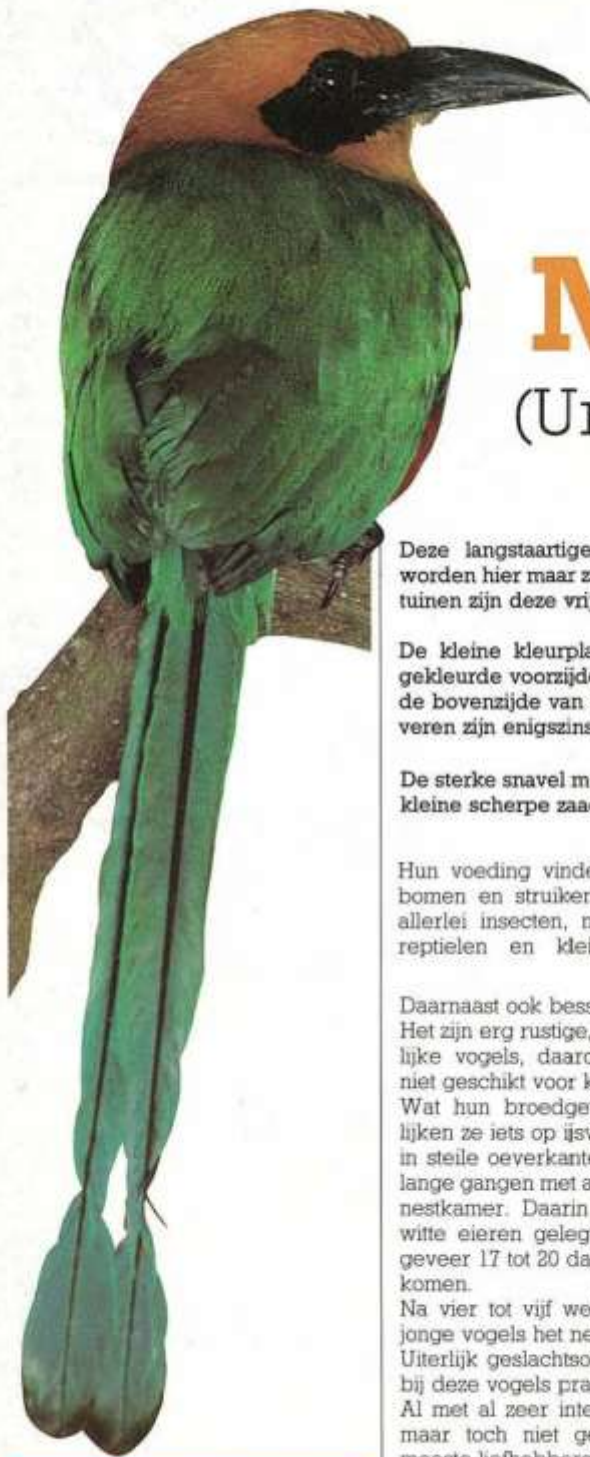 (U
Deze langstaartige
worden hier maar z
tuinen zijn deze vrij
De kleine kleurpla
gekleurde voorzijde
de bovenzijde van
veren zijn enigszins
De sterke snavel m
kleine scherpe zaa
Hun voeding vinde
bomen en struiken
allerlei insecten, n
reptielen en klei
Daarnaast ook bess
Het zijn erg rustige,
lijke vogels, daaro
niet geschikt voor k
Wat hun broedge
lijken ze iets op ijsv
in steile oeverkante
lange gangen met a
nestkamer. Daarin
witte eieren geleg
geveer 17 tot 20 da
komen.
Na vier tot vijf we
jonge vogels het ne
Uiterlijk geslachtso
bij deze vogels pra
Al met al zeer inte
maar toch niet ge